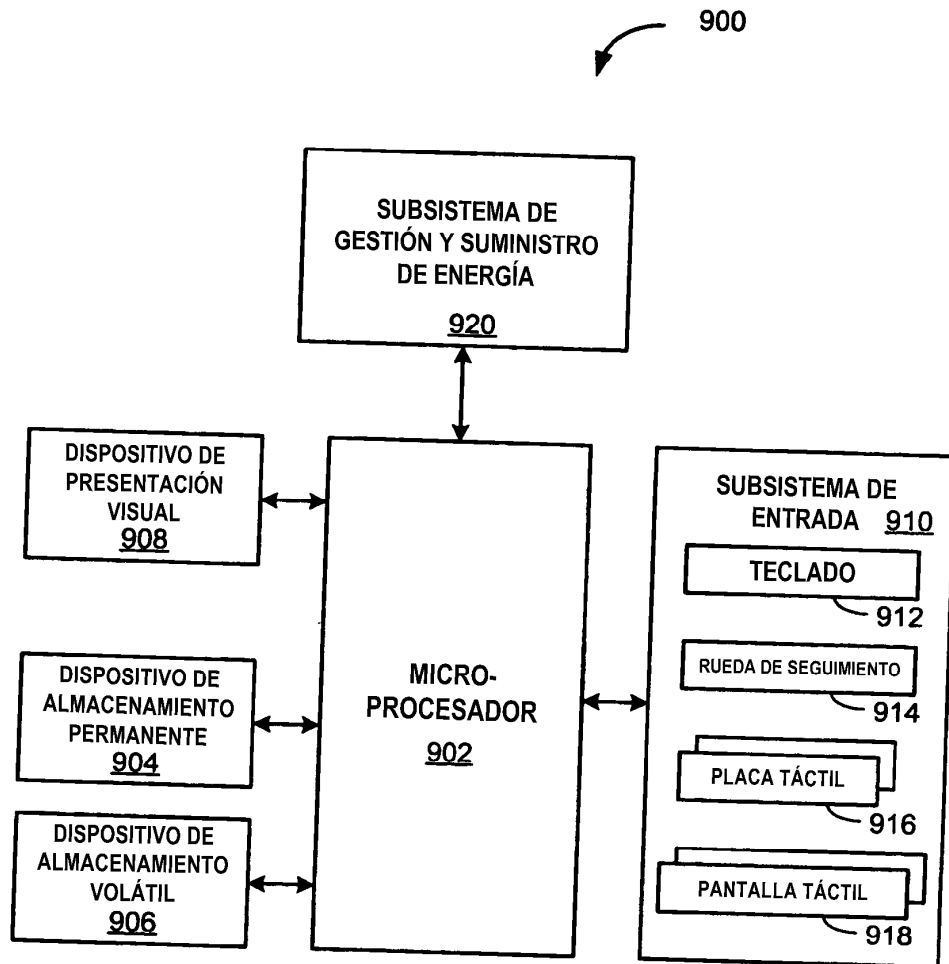 900
SUBSISTEMA DE
GESTIÓN Y SUMINISTRO
DE ENERGÍA
920
DISPOSITIVO DE
PRESENTACIÓN
VISUAL
908
DISPOSITIVO DE
ALMACENAMIENTO
PERMANENTE
904
DISPOSITIVO DE
ALMACENAMIENTO
VOLÁTIL
906
MICRO-
PROCESADOR
902
SUBSISTEMA DE
ENTRADA 910
TECLADO
912
RUEDA DE SEGUIMIENTO
914
PLACA TÁCTIL
916
PANTALLA TÁCTIL
918